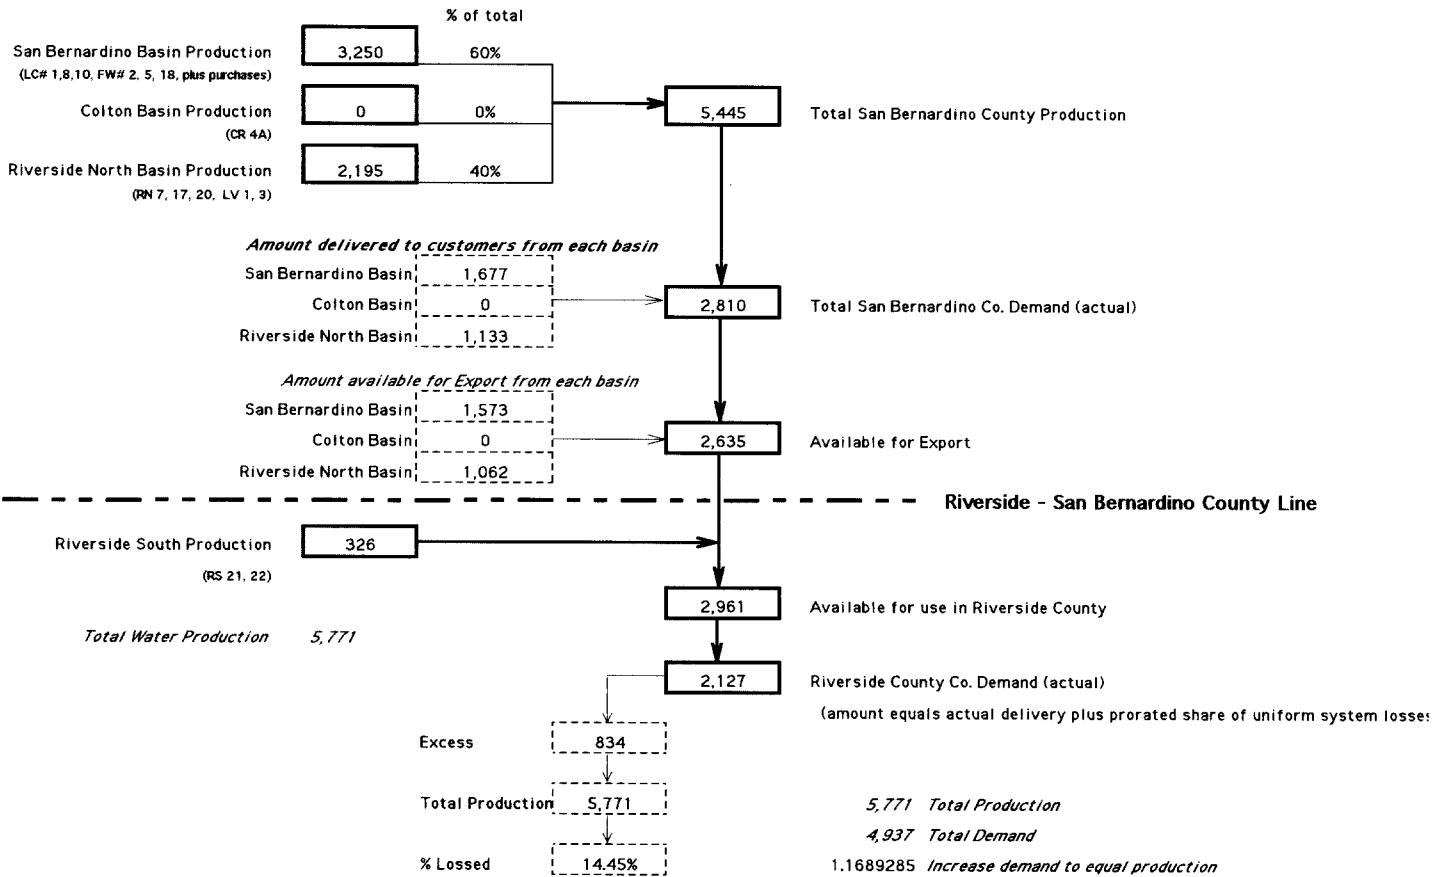 % of total
San Bernardino Basin Production 3,250 60%
(LC# 1,8,10, FW# 2, 5, 18, plus purchases)
Colton Basin Production 0 0% 5,445 Total San Bernardino County Production
(CR 4A)
Riverside North Basin Production 2,195 40%
(RN 7, 17, 20, LV 1, 3)
Amount delivered to customers from each basin
San Bernardino Basin 1,677
Colton Basin 0 2,810 Total San Bernardino Co. Demand (actual)
Riverside North Basin 1,133
Amount available for Export from each basin
San Bernardino Basin 1,573
Colton Basin 0 2,635 Available for Export
Riverside North Basin 1,062
Riverside - San Bernardino County Line
Riverside South Production 326
(RS 21, 22)
2,961 Available for use in Riverside County
Total Water Production 5,771
2,127 Riverside County Co. Demand (actual)
(amount equals actual delivery plus prorated share of uniform system losses
Excess 834
Total Production 5,771 5,771 Total Production
4,937 Total Demand
% Lossed 14.45% 1.1689285 Increase demand to equal production